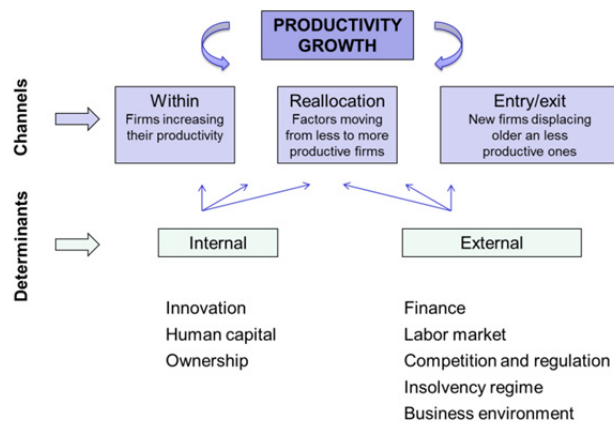 PRODUCTIVITY
GROWTH
Channels
Within
Firms increasing
their productivity
Reallocation
Factors moving
from less to more
productive firms
Entry/exit
New firms displacing
older an less
productive ones
Determinants
Internal
External
Innovation
Human capital
Ownership
Finance
Labor market
Competition and regulation
Insolvency regime
Business environment